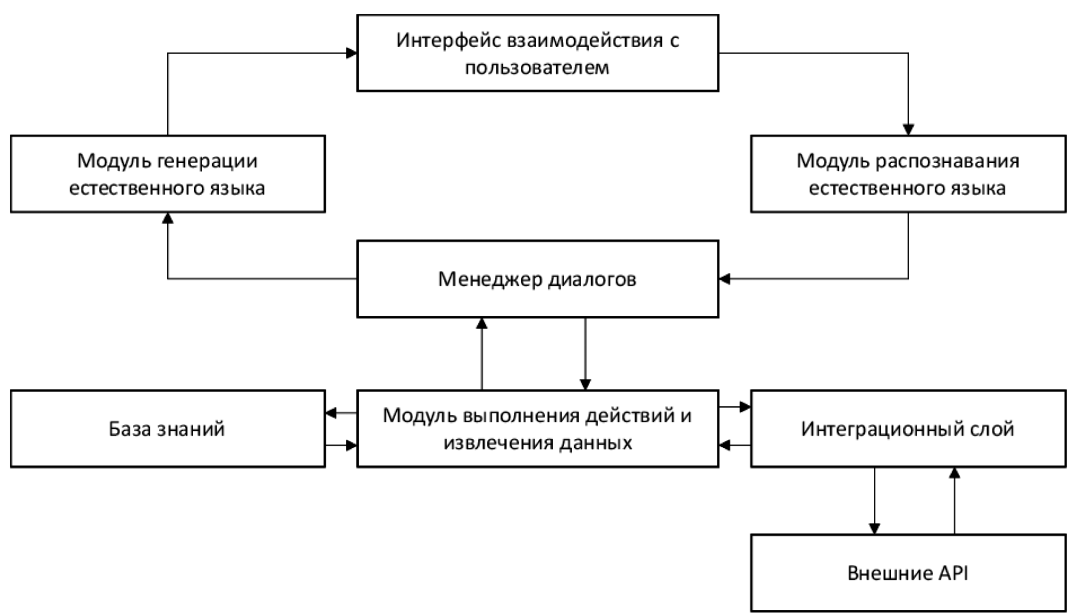 Интерфейс взаимодействия с
пользователем
Модуль генерации
естественного языка
Модуль распознавания
естественного языка
Менеджер диалогов
База знаний
Модуль выполнения действий и
извлечения данных
Интеграционный слой
Внешние API